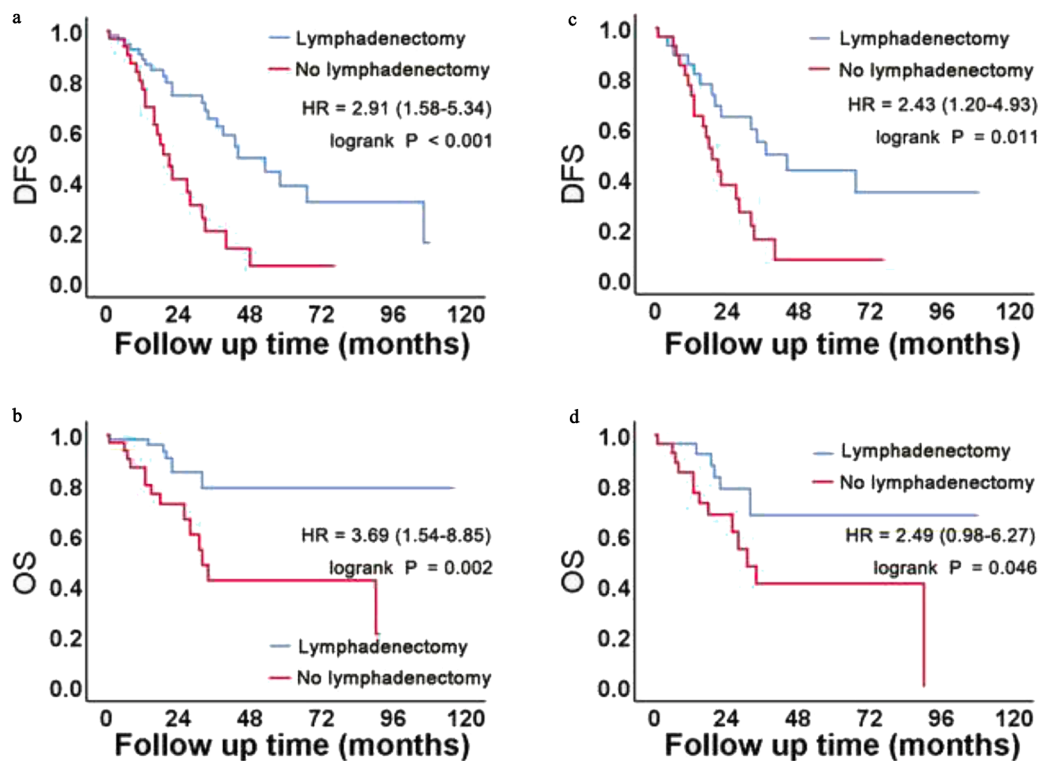 a
1.0
0.8
0.6
0.4
0.2
0.0
DFS
Lymphadenectomy
No lymphadenectomy
HR = 2.91 (1.58-5.34)
logrank P < 0.001
0 24 48 72 96 120
Follow up time (months)
c
1.0
0.8
0.6
0.4
0.2
0.0
DFS
Lymphadenectomy
No lymphadenectomy
HR = 2.43 (1.20-4.93)
logrank P = 0.011
0 24 48 72 96 120
Follow up time (months)
b
1.0
0.8
0.6
0.4
0.2
0.0
OS
HR = 3.69 (1.54-8.85)
logrank P = 0.002
Lymphadenectomy
No lymphadenectomy
0 24 48 72 96 120
Follow up time (months)
d
1.0
0.8
0.6
0.4
0.2
0.0
OS
Lymphadenectomy
No lymphadenectomy
HR = 2.49 (0.98-6.27)
logrank P = 0.046
0 24 48 72 96 120
Follow up time (months)